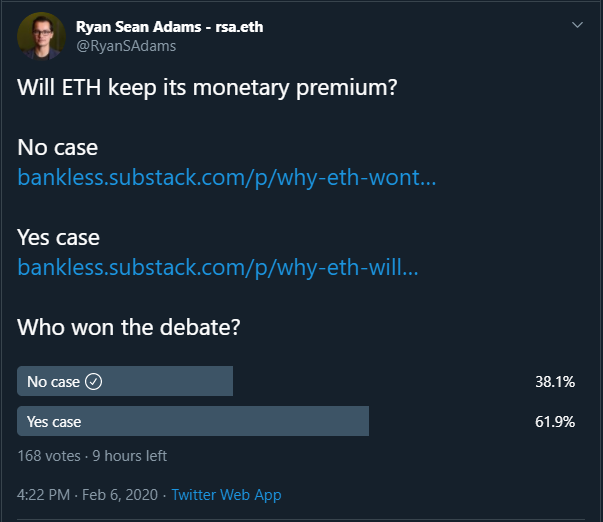 Ryan Sean Adams - rsa.eth
@RyanSAdams
Will ETH keep its monetary premium?
No case
bankless.substack.com/p/why-eth-wont...
Yes case
bankless.substack.com/p/why-eth-will...
Who won the debate?
No case 38.1%
Yes case 61.9%
168 votes · 9 hours left
4:22 PM · Feb 6, 2020 · Twitter Web App